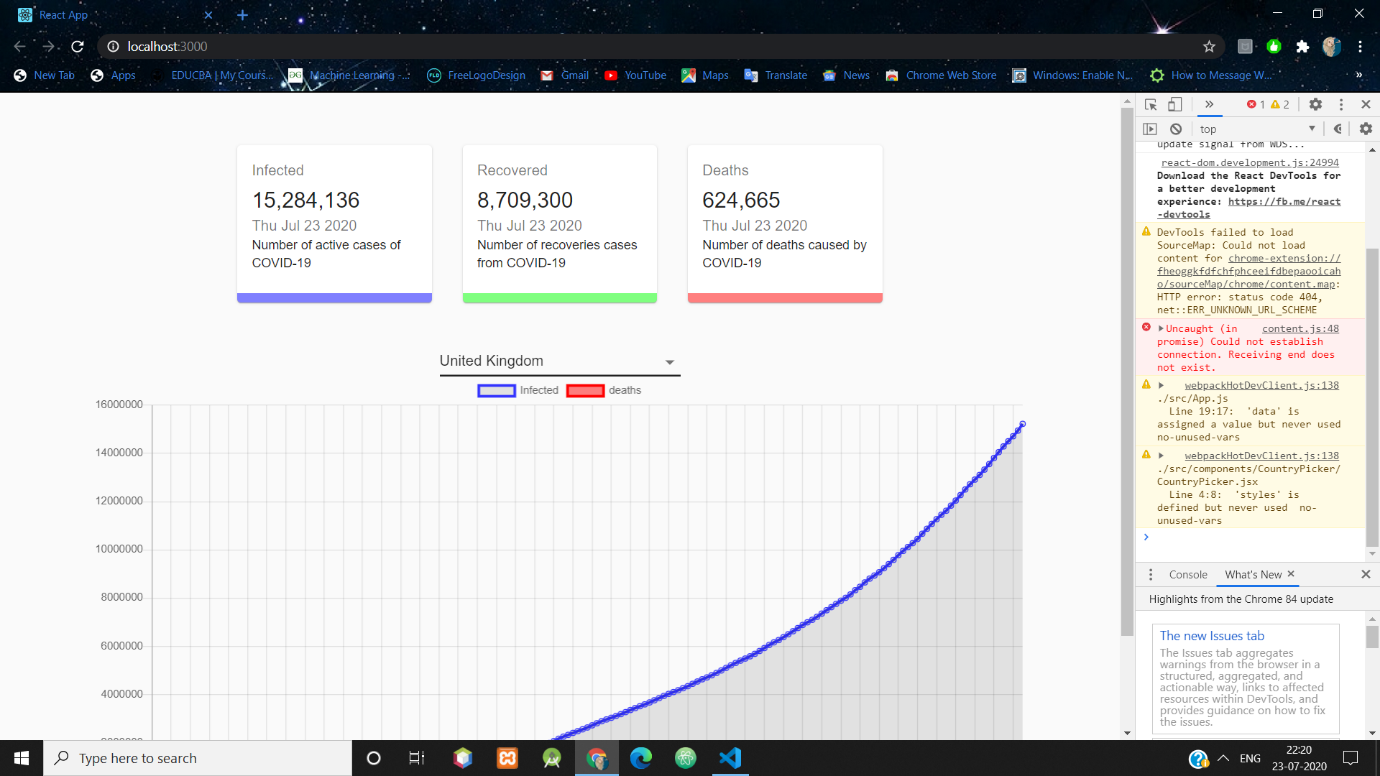 React App
localhost:3000
New Tab
Apps
EDUCBA | My Cours...
Machine Learning -...
FreeLogoDesign
Gmail
YouTube
Maps
Translate
News
Chrome Web Store
Windows: Enable N...
How to Message W...
»
Infected
15,284,136
Thu Jul 23 2020
Number of active cases of
COVID-19
Recovered
8,709,300
Thu Jul 23 2020
Number of recoveries cases
from COVID-19
Deaths
624,665
Thu Jul 23 2020
Number of deaths caused by
COVID-19
United Kingdom
Infected
deaths
16000000
14000000
12000000
10000000
8000000
6000000
4000000
1
2
top
update signal from WDS...
react-dom.development.js:24994
Download the React DevTools for
a better development
experience: https://fb.me/react
-devtools
DevTools failed to load
SourceMap: Could not load
content for chrome-extension://
fheoggkfdfchfphceeifdbepaooicah
o/sourceMap/chrome/content.map:
HTTP error: status code 404,
net::ERR_UNKNOWN_URL_SCHEME
Uncaught (in content.js:48
promise) Could not establish
connection. Receiving end does
not exist.
webpackHotDevClient.js:138
./src/App.js
Line 19:17: 'data' is
assigned a value but never used
no-unused-vars
webpackHotDevClient.js:138
./src/components/CountryPicker/
CountryPicker.jsx
Line 4:8: 'styles' is
defined but never used no-
unused-vars
Console
What's New
Highlights from the Chrome 84 update
The new Issues tab
The Issues tab aggregates
warnings from the browser in a
structured, aggregated, and
actionable way, links to affected
resources within DevTools, and
provides guidance on how to fix
the issues.
Type here to search
ENG
22:20
23-07-2020